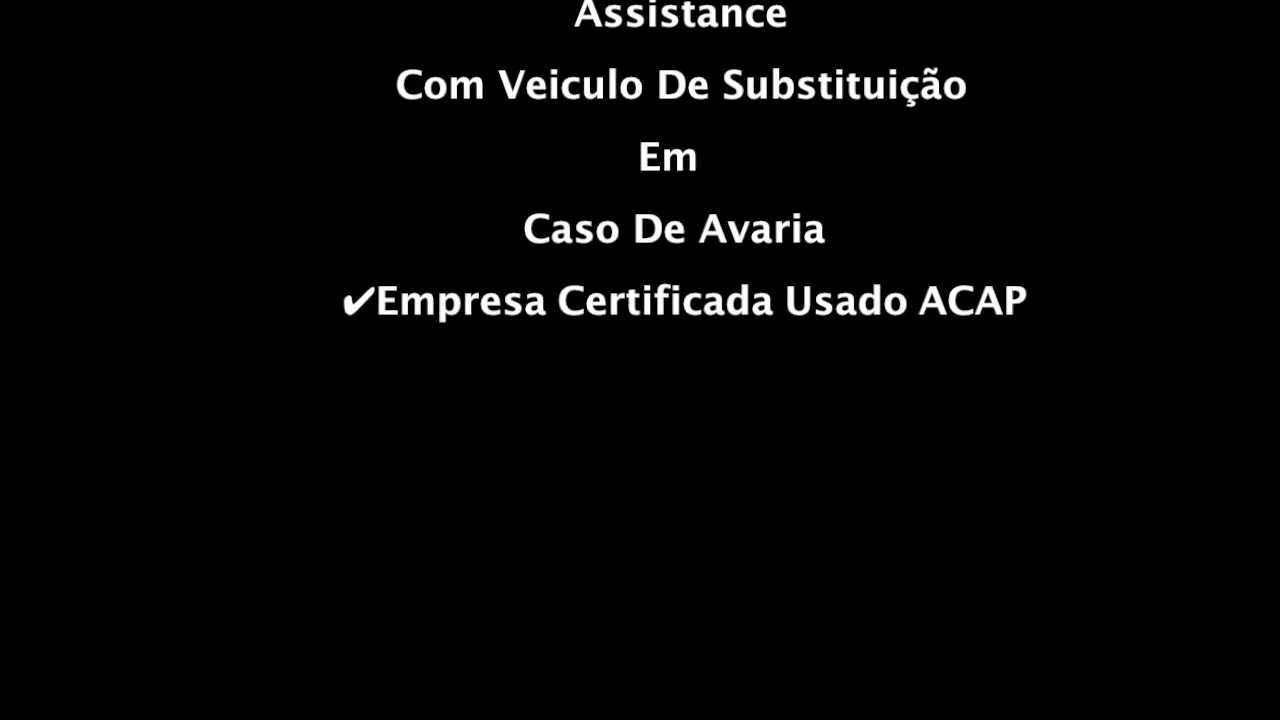 Assistance
Com Veiculo De Substituição
Em
Caso De Avaria
✔Empresa Certificada Usado ACAP